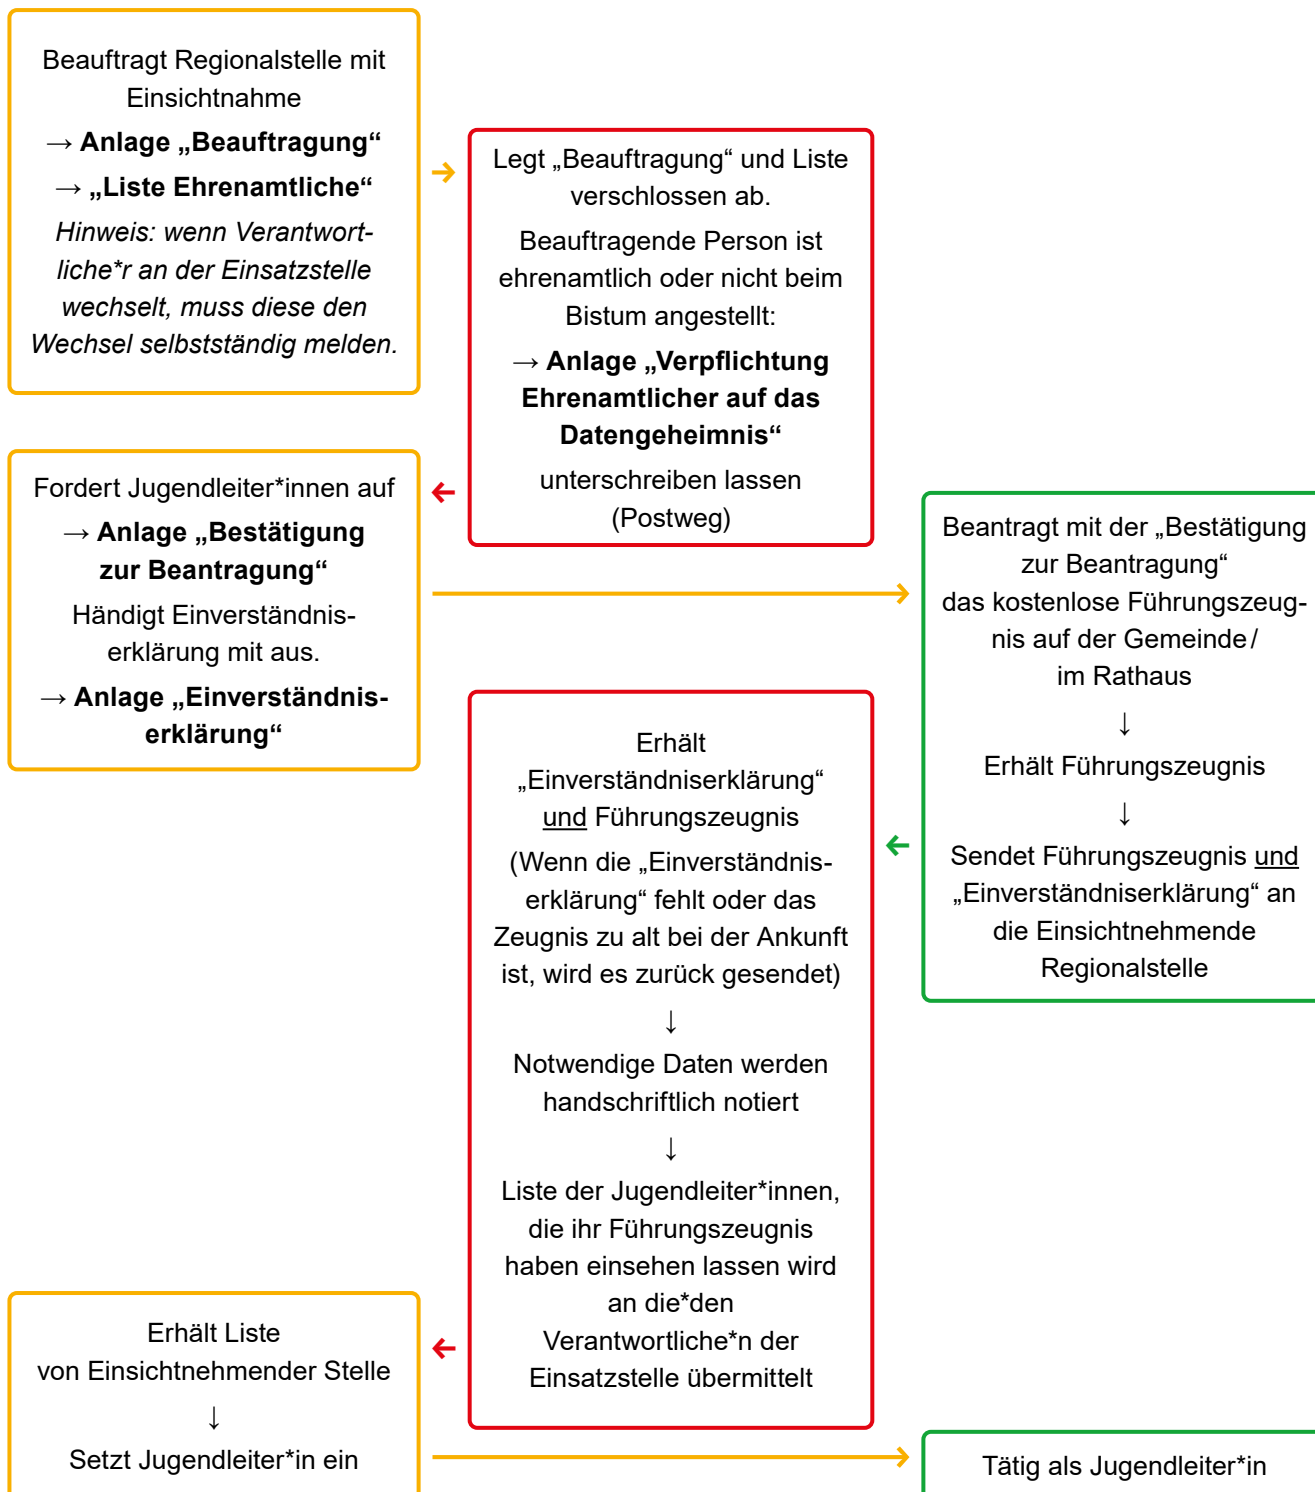 Beauftragt Regionalstelle mit
Einsichtnahme
→ Anlage „Beauftragung“
→ „Liste Ehrenamtliche“
Hinweis: wenn Verantwort-
liche*r an der Einsatzstelle
wechselt, muss diese den
Wechsel selbstständig melden.
Legt „Beauftragung“ und Liste
verschlossen ab.
Beauftragende Person ist
ehrenamtlich oder nicht beim
Bistum angestellt:
→ Anlage „Verpflichtung
Ehrenamtlicher auf das
Datengeheimnis“
unterschreiben lassen
(Postweg)
Fordert Jugendleiter*innen auf
→ Anlage „Bestätigung
zur Beantragung“
Händigt Einverständnis-
erklärung mit aus.
→ Anlage „Einverständnis-
erklärung“
Beantragt mit der „Bestätigung
zur Beantragung“
das kostenlose Führungszeug-
nis auf der Gemeinde/
im Rathaus
↓
Erhält Führungszeugnis
↓
Sendet Führungszeugnis und
„Einverständniserklärung“ an
die Einsichtnehmende
Regionalstelle
Erhält
„Einverständniserklärung“
und Führungszeugnis
(Wenn die „Einverständnis-
erklärung“ fehlt oder das
Zeugnis zu alt bei der Ankunft
ist, wird es zurück gesendet)
↓
Notwendige Daten werden
handschriftlich notiert
↓
Liste der Jugendleiter*innen,
die ihr Führungszeugnis
haben einsehen lassen wird
an die*den
Verantwortliche*n der
Einsatzstelle übermittelt
Erhält Liste
von Einsichtnehmender Stelle
↓
Setzt Jugendleiter*in ein
Tätig als Jugendleiter*in